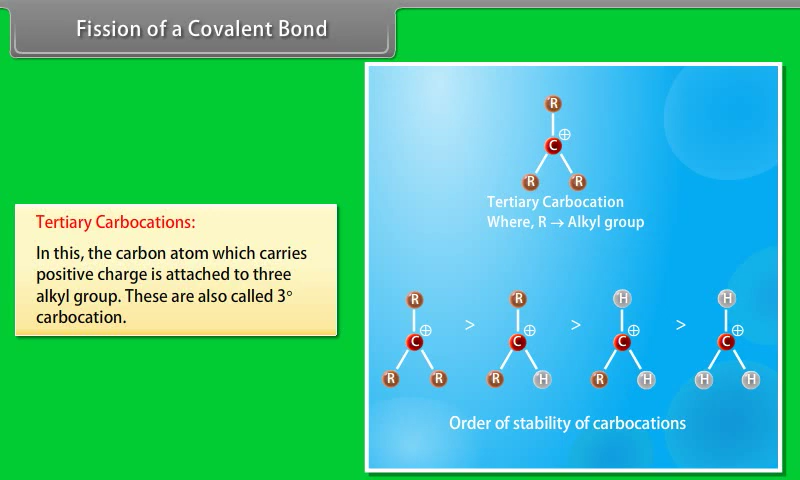 Fission of a Covalent Bond
Tertiary Carbocations:
In this, the carbon atom which carries
positive charge is attached to three
alkyl group. These are also called 3°
carbocation.
R
⊕
C
R R
Tertiary Carbocation
Where, R → Alkyl group
R R H H
⊕ > ⊕ > ⊕ > ⊕
C C C C
R R R H R H H H
Order of stability of carbocations